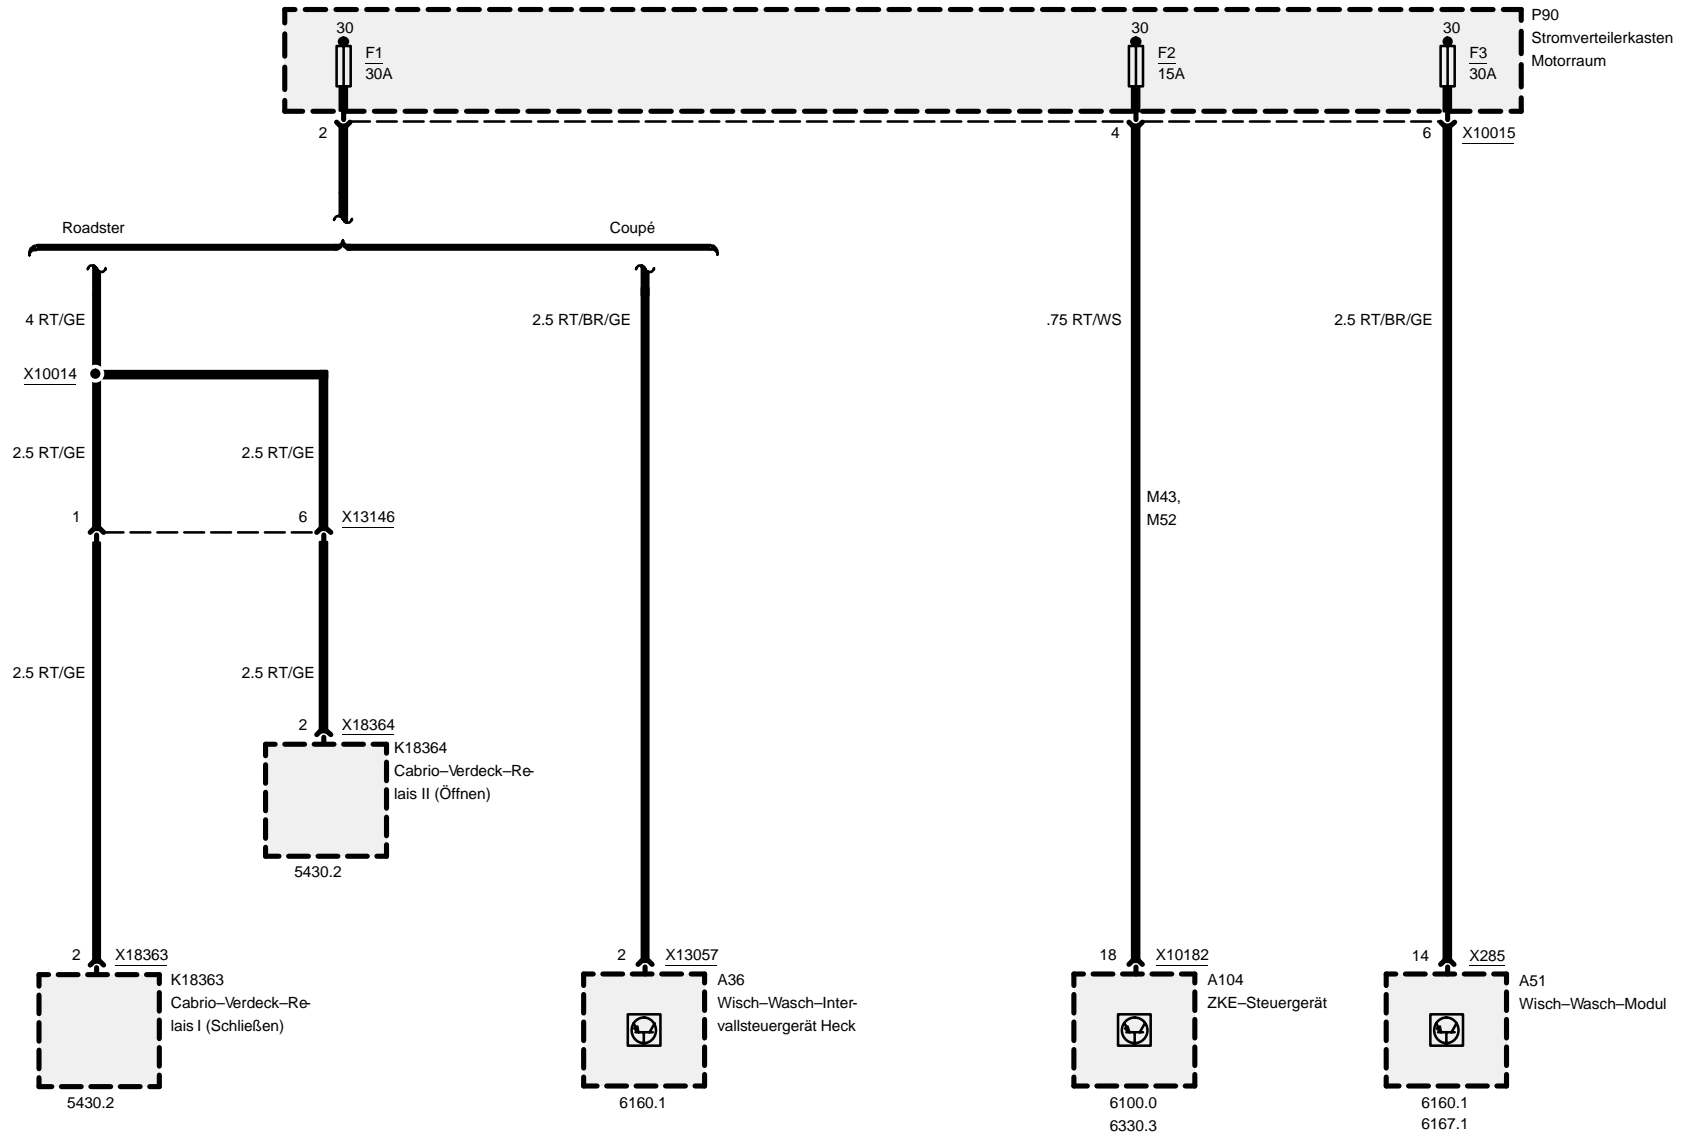 P90
Stromverteilerkasten
Motorraum
30
F1
30A
30
F2
15A
30
F3
30A
2
4
6 X10015
Roadster
Coupé
4 RT/GE
2.5 RT/BR/GE
.75 RT/WS
2.5 RT/BR/GE
X10014
2.5 RT/GE
2.5 RT/GE
M43,
M52
1
6 X13146
2.5 RT/GE
2.5 RT/GE
2 X18364
K18364
Cabrio–Verdeck–Re-
lais II (Öffnen)
5430.2
2 X18363
K18363
Cabrio–Verdeck–Re-
lais I (Schließen)
5430.2
2 X13057
A36
Wisch–Wasch–Inter-
vallsteuergerät Heck
6160.1
18 X10182
A104
ZKE–Steuergerät
6100.0
6330.3
14 X285
A51
Wisch–Wasch–Modul
6160.1
6167.1